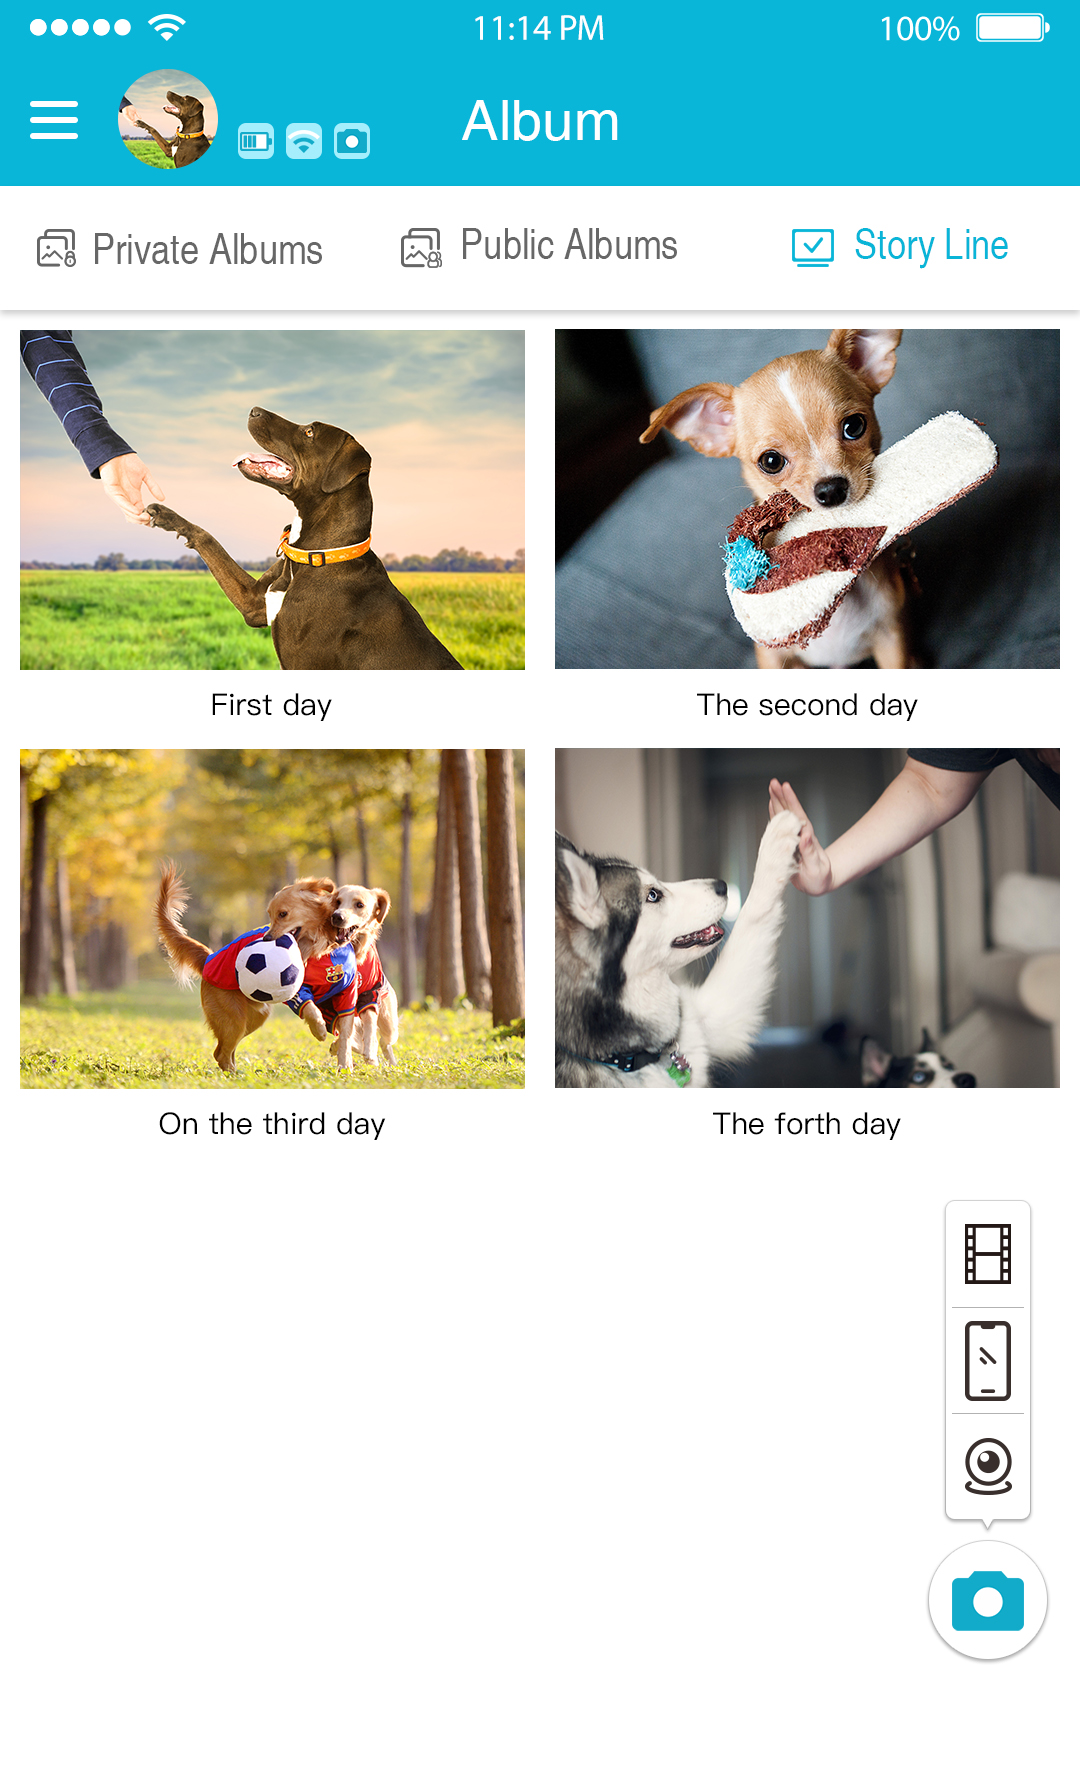 11:14 PM
100%
Album
Private Albums
Public Albums
Story Line
First day
The second day
On the third day
The forth day